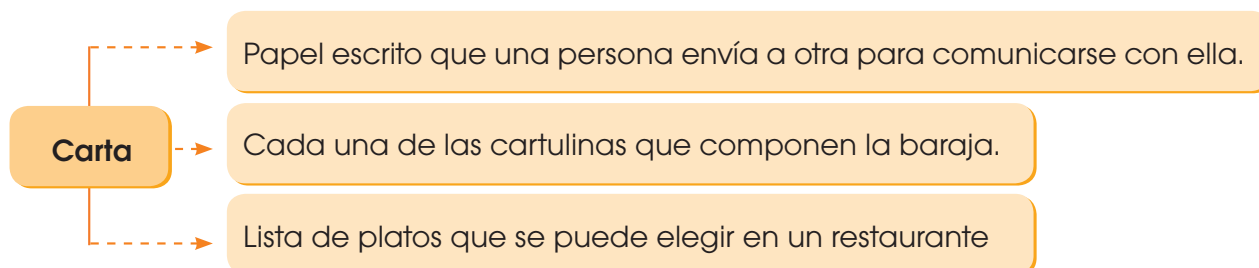 Papel escrito que una persona envía a otra para comunicarse con ella.
Carta
Cada una de las cartulinas que componen la baraja.
Lista de platos que se puede elegir en un restaurante